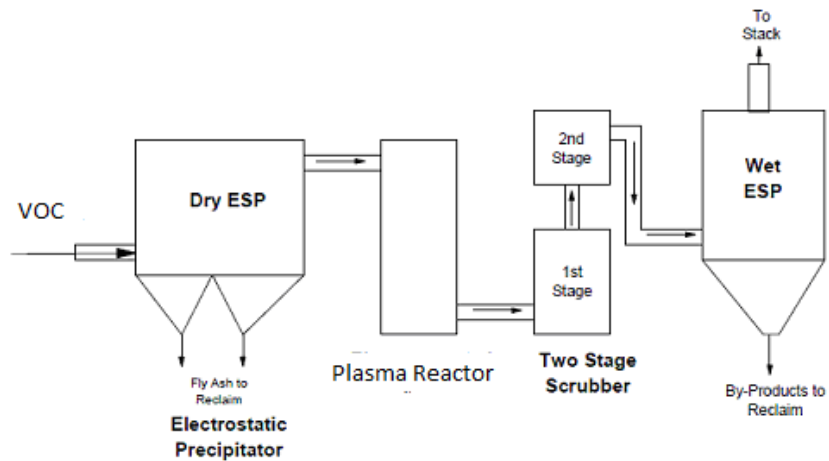 To
Stack
2nd
Stage
Wet
ESP
Dry ESP
VOC
1st
Stage
Plasma Reactor
Two Stage
Scrubber
Fly Ash to
Reclaim
By-Products to
Reclaim
Electrostatic
Precipitator